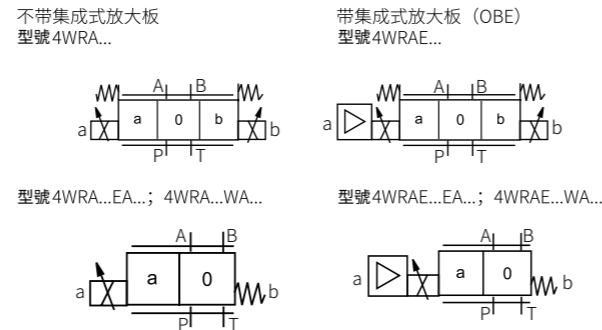 不带集成式放大板
型號4WRA...
带集成式放大板（OBE）
型號4WRAE...
A B
a a 0 b b
P T
A B
a a 0 b b
P T
型號4WRA...EA...；4WRA...WA...
型號4WRAE...EA...；4WRAE...WA...
A B
a a 0 b
P T
A B
a a 0 b
P T